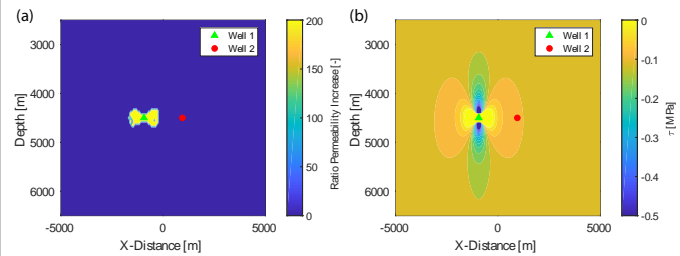 (a)
Well 1
Well 2
3000
4000
5000
6000
Depth [m]
-5000
0
5000
X-Distance [m]
200
150
100
50
0
Ratio Permeability Increase [-]
(b)
Well 1
Well 2
3000
4000
5000
6000
Depth [m]
-5000
0
5000
X-Distance [m]
0
-0.1
-0.2
-0.3
-0.4
-0.5
τ [MPa]